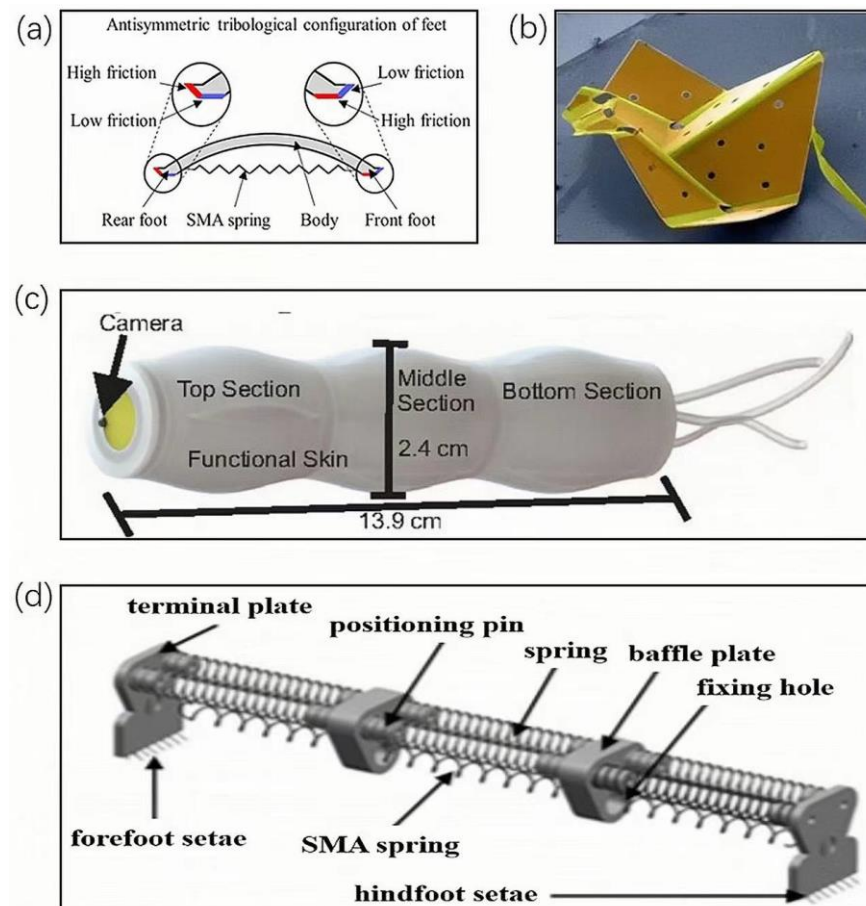 (a)
Antisymmetric tribological configuration of feet
High friction
Low friction
Low friction
High friction
Rear foot
SMA spring
Body
Front foot
(b)
(c)
Camera
Top Section
Functional Skin
Middle
Section
2.4 cm
Bottom Section
13.9 cm
(d)
terminal plate
positioning pin
spring
baffle plate
fixing hole
forefoot setae
SMA spring
hindfoot setae